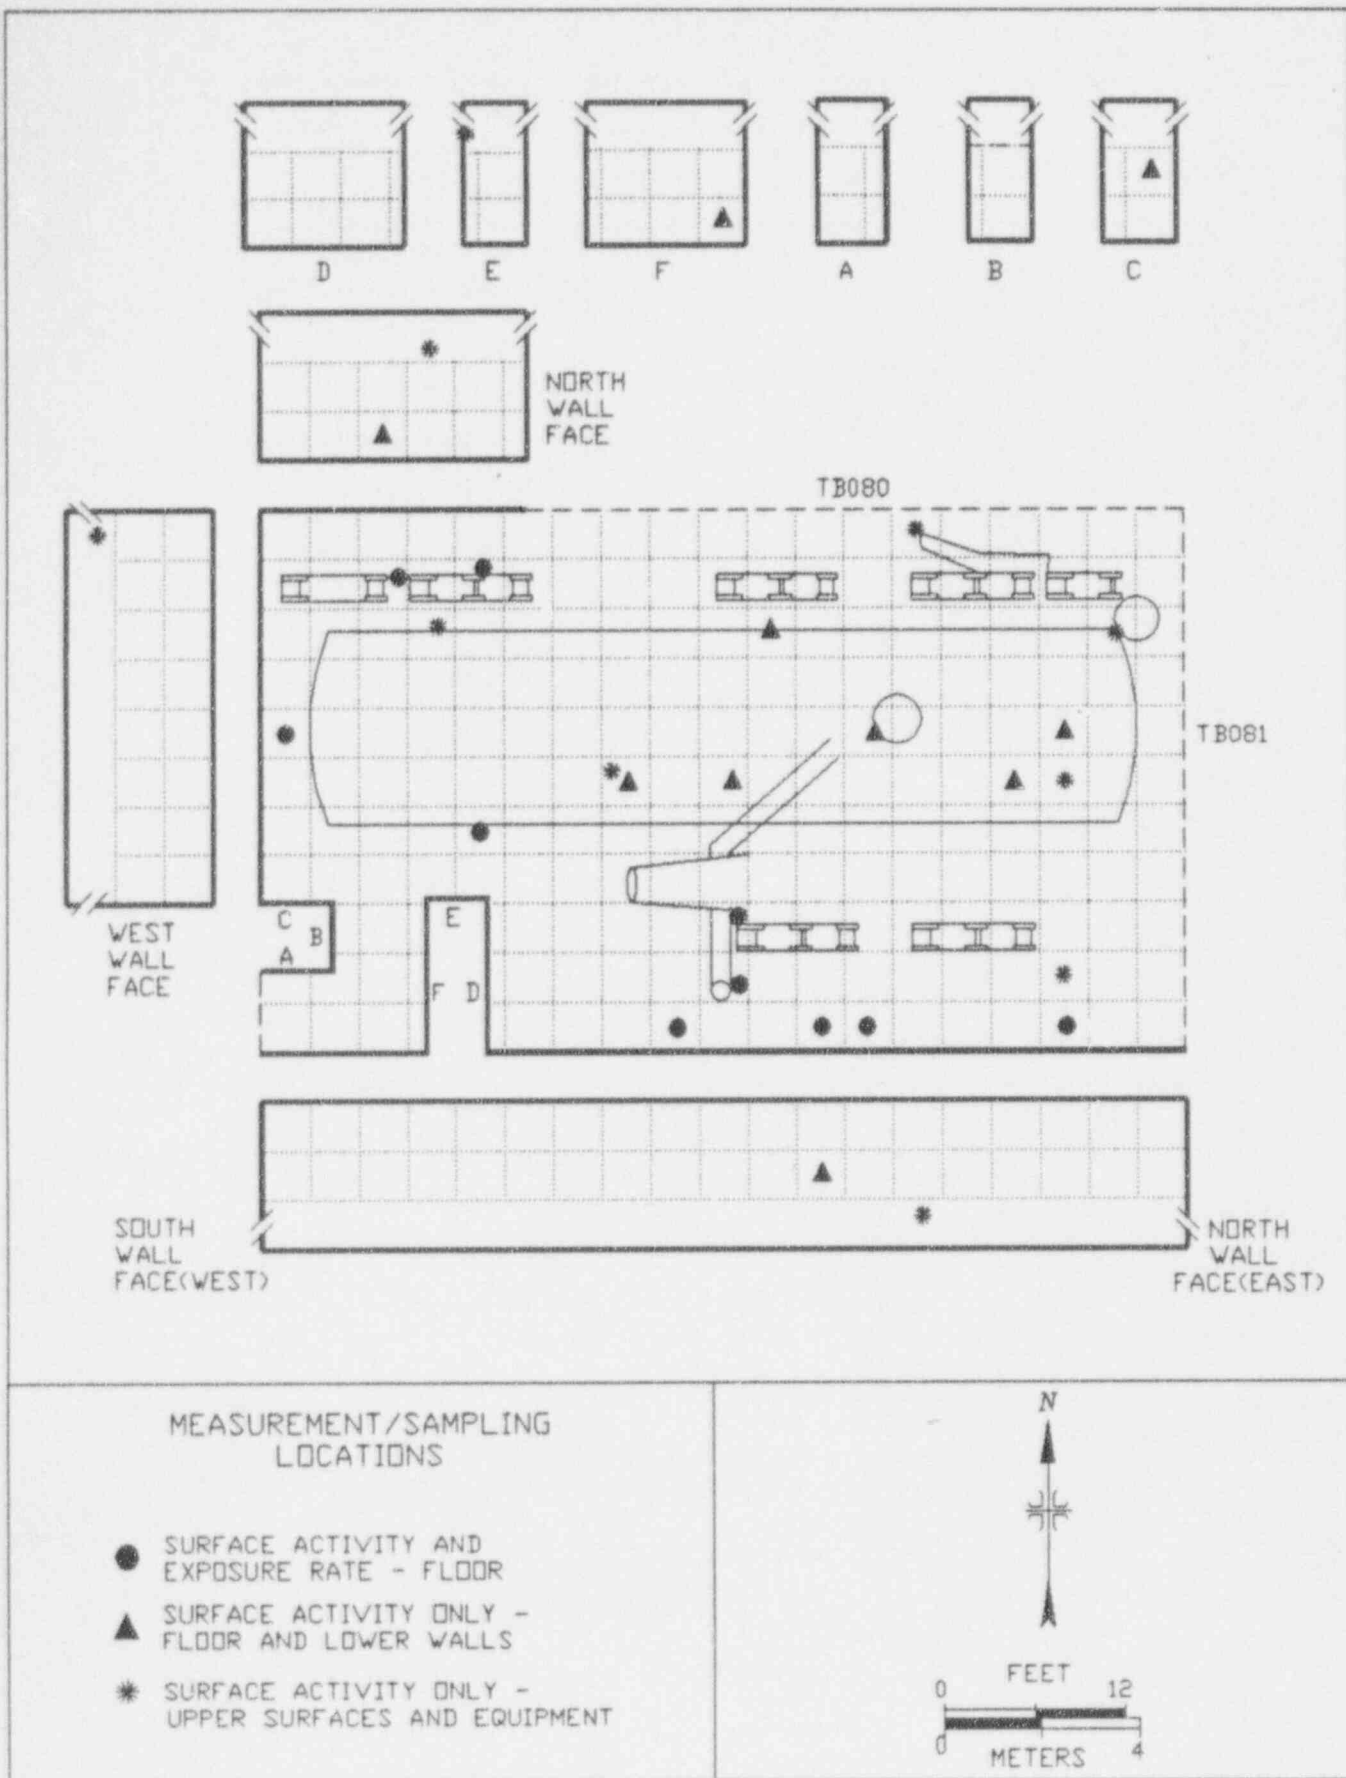 D
E
F
A
B
C
NORTH
WALL
FACE
TB080
TB081
WEST
WALL
FACE
C
B
A
E
F D
SOUTH
WALL
FACE(WEST)
NORTH
WALL
FACE(EAST)
MEASUREMENT/SAMPLING
LOCATIONS
SURFACE ACTIVITY AND
EXPOSURE RATE - FLOOR
SURFACE ACTIVITY ONLY -
FLOOR AND LOWER WALLS
SURFACE ACTIVITY ONLY -
UPPER SURFACES AND EQUIPMENT
N
FEET
0 12
0 4
METERS